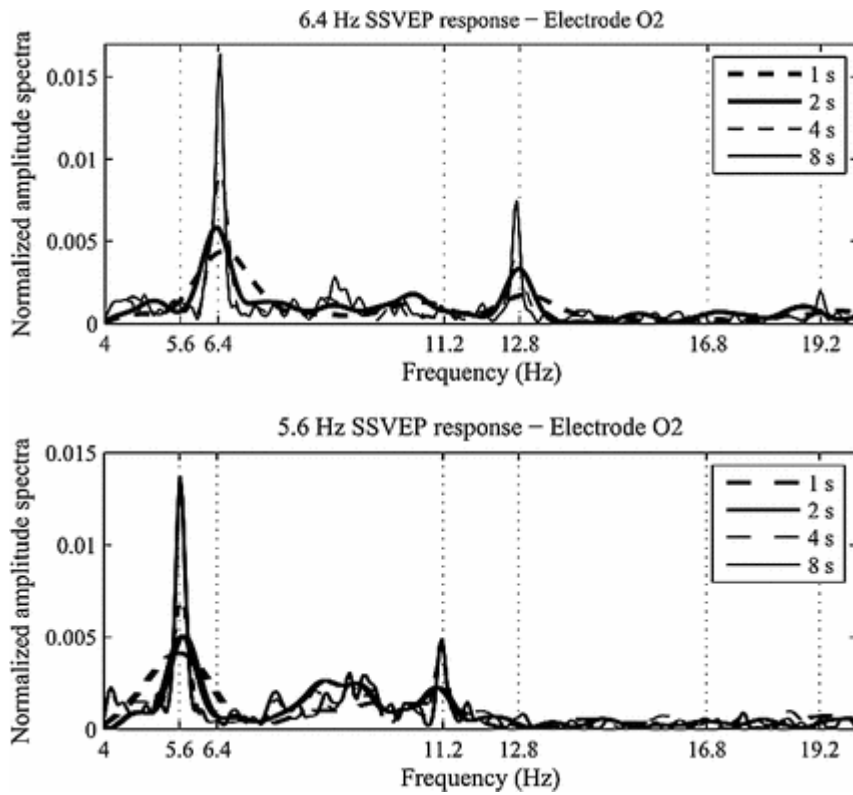 6.4 Hz SSVEP response − Electrode O2
Normalized amplitude spectra
0.015
0.01
0.005
0
1 s
2 s
4 s
8 s
4 5.6 6.4 11.2 12.8 16.8 19.2
Frequency (Hz)
5.6 Hz SSVEP response − Electrode O2
Normalized amplitude spectra
0.015
0.01
0.005
0
1 s
2 s
4 s
8 s
4 5.6 6.4 11.2 12.8 16.8 19.2
Frequency (Hz)